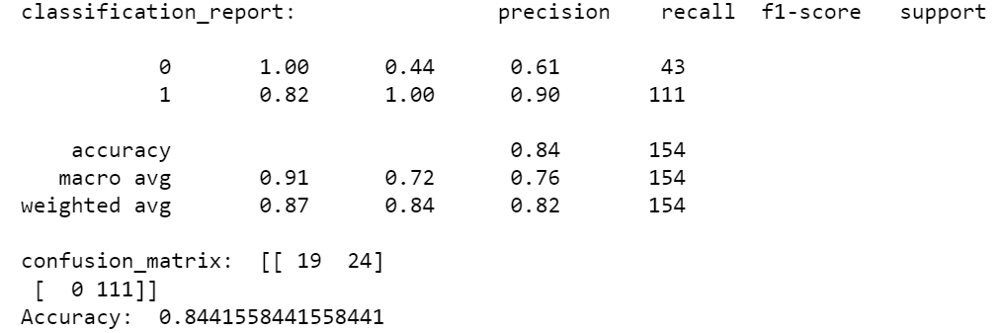 classification_report:               precision    recall  f1-score   support

           0       1.00      0.44      0.61        43
           1       0.82      1.00      0.90       111

    accuracy                           0.84       154
   macro avg       0.91      0.72      0.76       154
weighted avg       0.87      0.84      0.82       154

confusion_matrix:  [[ 19  24]
 [  0 111]]
Accuracy:  0.8441558441558441